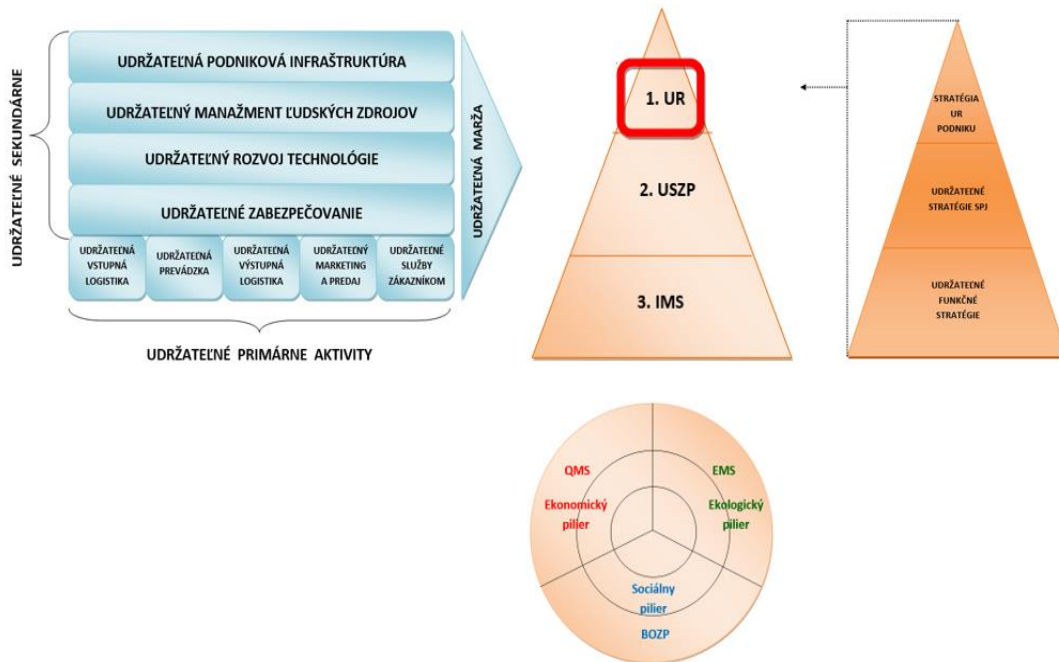 UDRŽATEĽNÉ SEKUNDÁRNE
UDRŽATEĽNÁ PODNIKOVÁ INFRAŠTRUKTÚRA
UDRŽATEĽNÝ MANAŽMENT ĽUDSKÝCH ZDROJOV
UDRŽATEĽNÝ ROZVOJ TECHNOLÓGIE
UDRŽATEĽNÉ ZABEZPEČOVANIE
UDRŽATEĽNÁ
VSTUPNÁ
LOGISTIKA
UDRŽATEĽNÁ
PREVÁDZKA
UDRŽATEĽNÁ
VÝSTUPNÁ
LOGISTIKA
UDRŽATEĽNÝ
MARKETING
A PREDAJ
UDRŽATEĽNÉ
SLUŽBY
ZÁKAZNÍKOM
UDRŽATEĽNÁ MARŽA
UDRŽATEĽNÉ PRIMÁRNE AKTIVITY
1. UR
2. USZP
3. IMS
STRATÉGIA
UR
PODNIKU
UDRŽATEĽNÉ
STRATÉGIE SPJ
UDRŽATEĽNÉ
FUNKČNÉ
STRATÉGIE
QMS
Ekonomický
pilier
EMS
Ekologický
pilier
Sociálny
pilier
BOZP